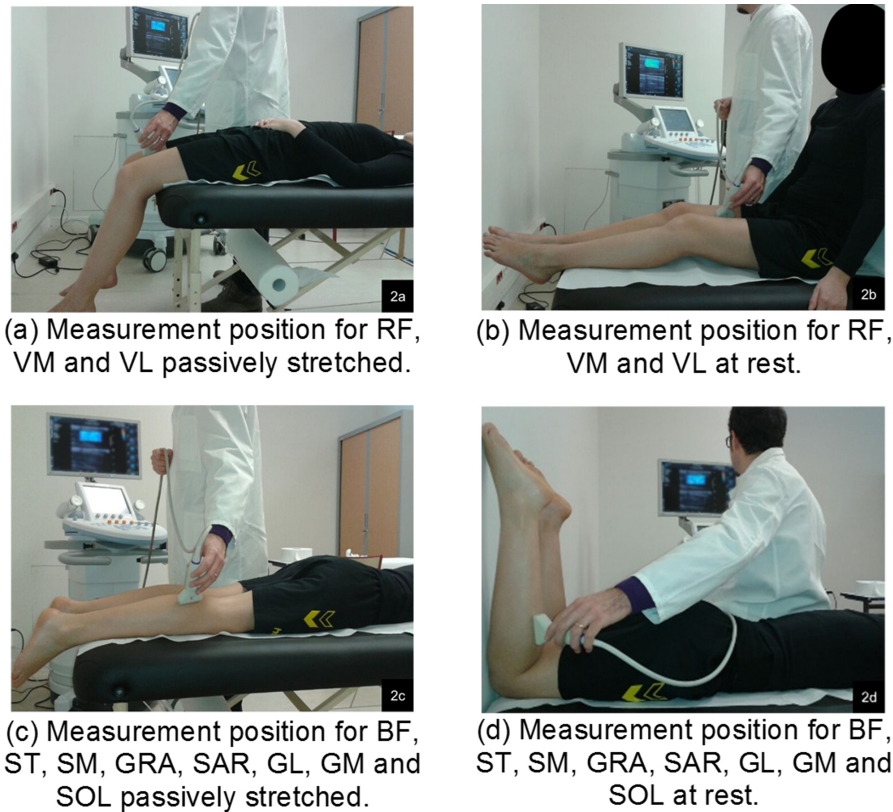 2a
(a) Measurement position for RF,
VM and VL passively stretched.
2b
(b) Measurement position for RF,
VM and VL at rest.
2c
(c) Measurement position for BF,
ST, SM, GRA, SAR, GL, GM and
SOL passively stretched.
2d
(d) Measurement position for BF,
ST, SM, GRA, SAR, GL, GM and
SOL at rest.